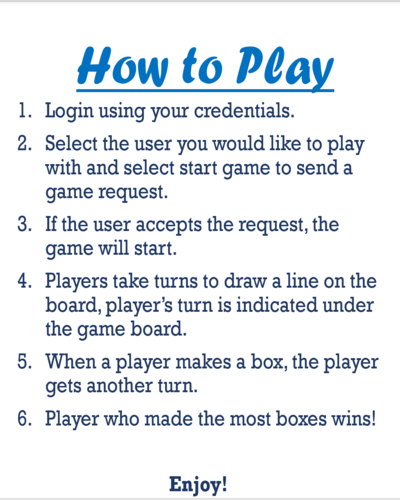 How to Play
1. Login using your credentials.
2. Select the user you would like to play
with and select start game to send a
game request.
3. If the user accepts the request, the
game will start.
4. Players take turns to draw a line on the
board, player's turn is indicated under
the game board.
5. When a player makes a box, the player
gets another turn.
6. Player who made the most boxes wins!
Enjoy!